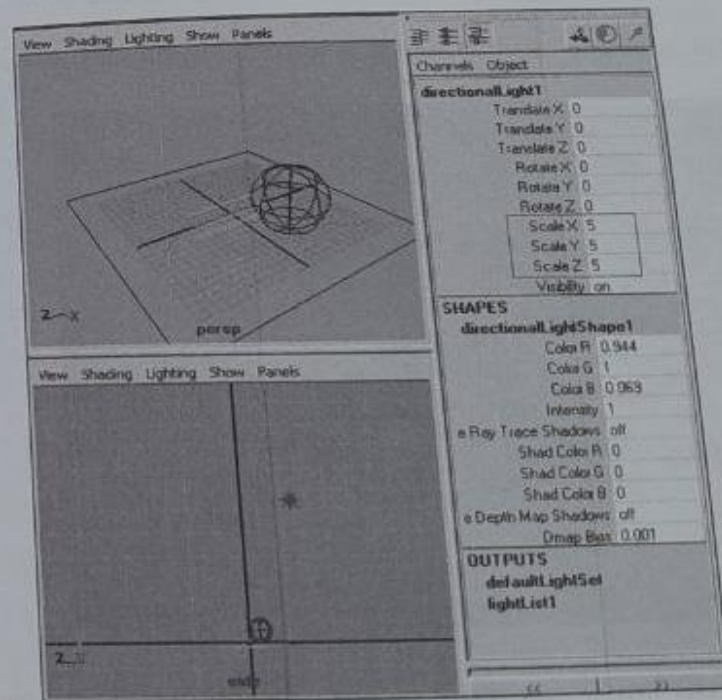 View Shading Lighting Show Panels
Z X
persp
View Shading Lighting Show Panels
Z
Channels Object
directionalLight1
Translate X 0
Translate Y 0
Translate Z 0
Rotate X 0
Rotate Y 0
Rotate Z 0
Scale X 5
Scale Y 5
Scale Z 5
Visibility on
SHAPES
directionalLightShape1
Color R 0.944
Color G 1
Color B 0.969
Intensity 1
e Ray Trace Shadows off
Shad Color R 0
Shad Color G 0
Shad Color B 0
e Depth Map Shadows off
Dmap Bias 0.001
OUTPUTS
defaultLightSet
lightList1
<< >>